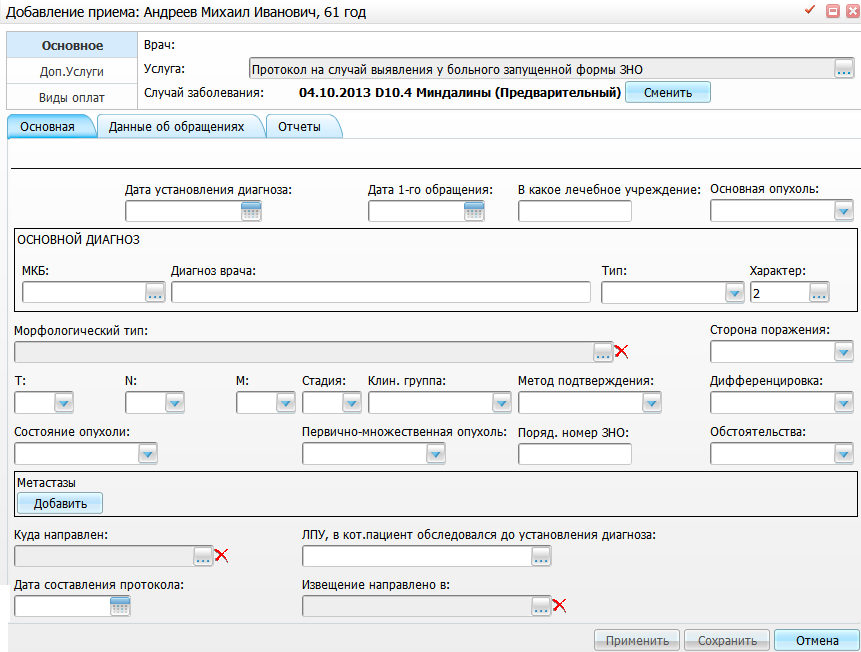 Добавление приема: Андреев Михаил Иванович, 61 год
Основное
Доп.Услуги
Виды оплат
Врач:
Услуга: Протокол на случай выявления у больного запущенной формы ЗНО ...
Случай заболевания: 04.10.2013 D10.4 Миндалины (Предварительный) Сменить
Основная Данные об обращениях Отчеты
Дата установления диагноза: Дата 1-го обращения: В какое лечебное учреждение: Основная опухоль:
ОСНОВНОЙ ДИАГНОЗ
МКБ: Диагноз врача: Тип: Характер:
... 2 ...
Морфологический тип: Сторона поражения:
...
T: N: M: Стадия: Клин. группа: Метод подтверждения: Дифференцировка:
Состояние опухоли: Первично-множественная опухоль: Поряд. номер ЗНО: Обстоятельства:
Метастазы
Добавить
Куда направлен: ЛПУ, в кот.пациент обследовался до установления диагноза:
... ...
Дата составления протокола: Извещение направлено в:
...
Применить Сохранить Отмена